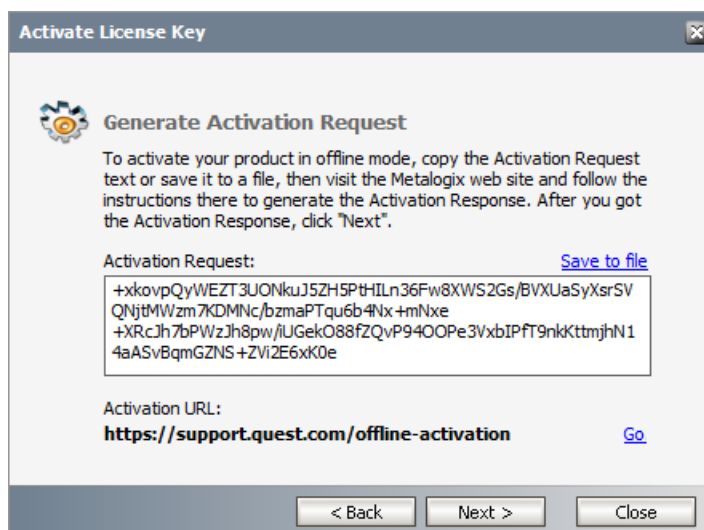 Activate License Key
Generate Activation Request
To activate your product in offline mode, copy the Activation Request
text or save it to a file, then visit the Metalogix web site and follow the
instructions there to generate the Activation Response. After you got
the Activation Response, click "Next".
Activation Request:
Save to file
+xkovpQyWEZT3UONkuJ5ZH5PtHILn36Fw8XWS2Gs/BVXUaSyXsrSV
QNjtMWzm7KDMNc/bzmaPTqu6b4Nx+mNxe
+XRcJh7bPWzJh8pw/iUGekO88fZQvP94OOPe3VxbIPfT9nkKttmjhN1
4aASvBqmGZNS+ZVi2E6xK0e
Activation URL:
https://support.quest.com/offline-activation
Go
< Back
Next >
Close